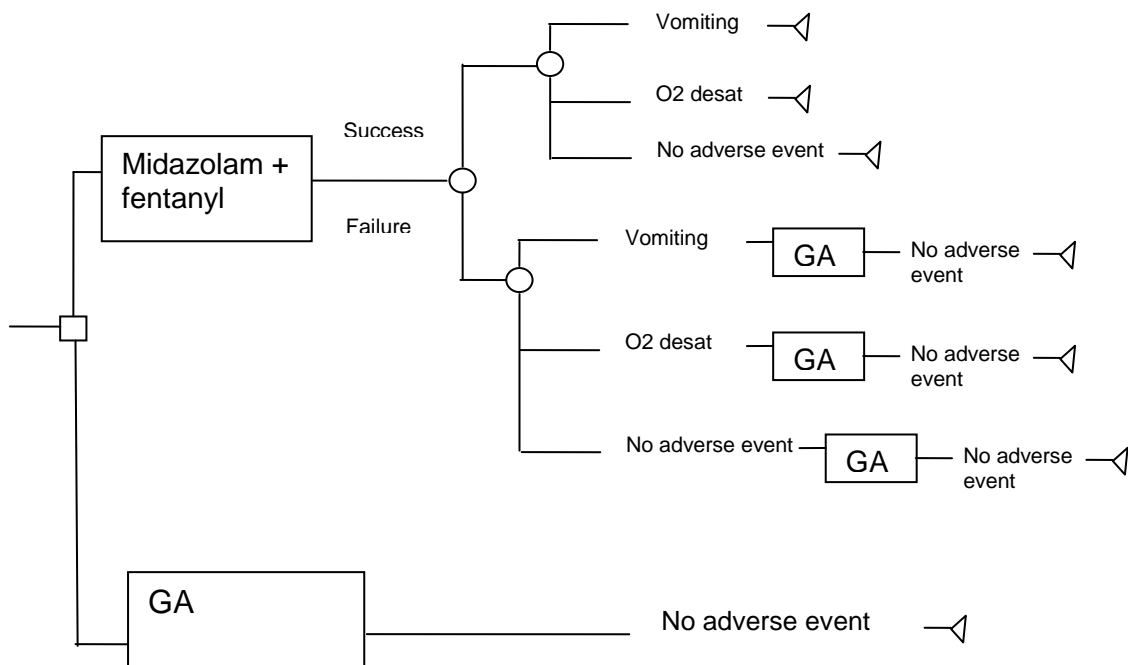 Vomiting
O2 desat
Success
No adverse event
Midazolam +
fentanyl
Failure
Vomiting
GA
No adverse
event
O2 desat
GA
No adverse
event
No adverse event
GA
No adverse
event
GA
No adverse event